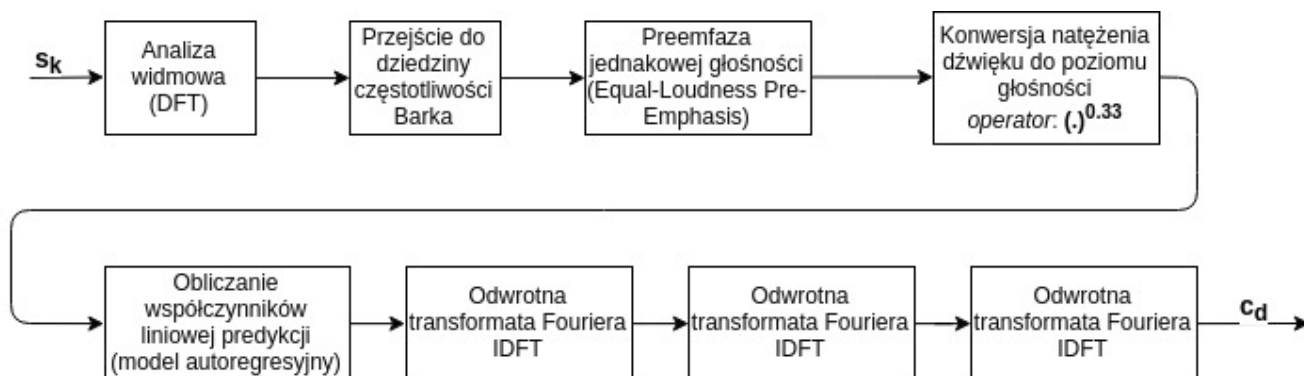 s_k
Analiza
widmowa
(DFT)
Przejście do
dziedziny
częstotliwości
Barka
Preemfaza
jednakowej głośności
(Equal-Loudness Pre-
Emphasis)
Konwersja natężenia
dźwięku do poziomu
głośności
operator: (.)^0.33
Obliczanie
współczynników
liniowej predykcji
(model autoregresyjny)
Odwrotna
transformata Fouriera
IDFT
Odwrotna
transformata Fouriera
IDFT
Odwrotna
transformata Fouriera
IDFT
c_d